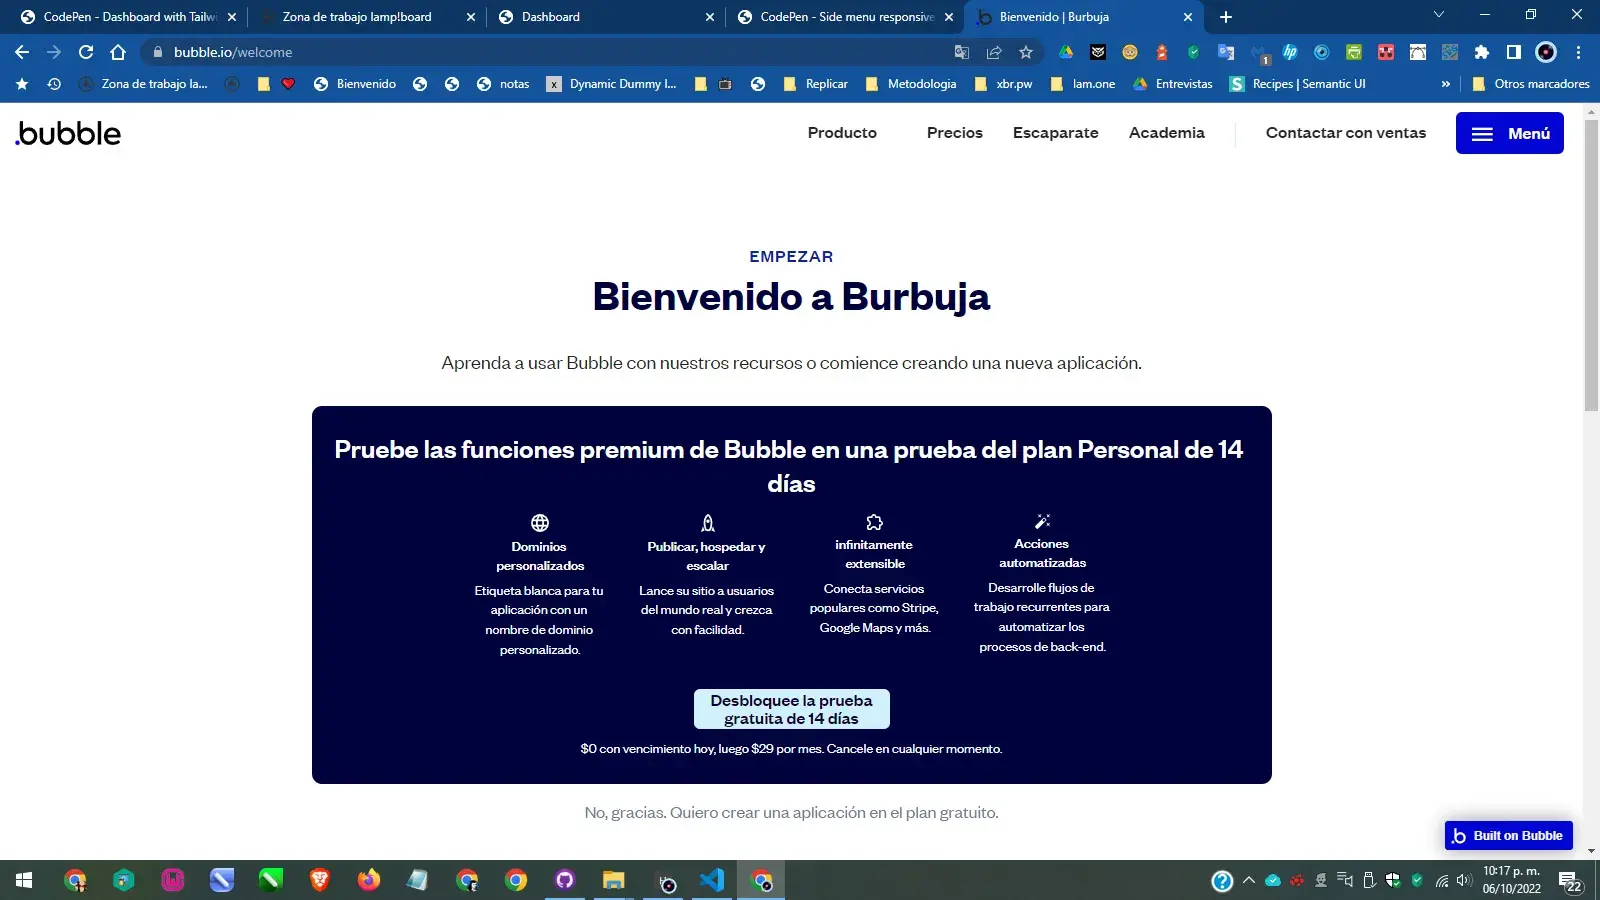 CodePen - Dashboard with Tailw
Zona de trabajo lamp!board
Dashboard
CodePen - Side menu responsive
Bienvenido | Burbuja
bubble.io/welcome
Zona de trabajo la...
Bienvenido
notas
Dynamic Dummy I...
Replicar
Metodologia
xbr.pw
lam.one
Entrevistas
Recipes | Semantic UI
»
Otros marcadores
.bubble
Producto
Precios
Escaparate
Academia
Contactar con ventas
Menú
EMPEZAR
Bienvenido a Burbuja
Aprenda a usar Bubble con nuestros recursos o comience creando una nueva aplicación.
Pruebe las funciones premium de Bubble en una prueba del plan Personal de 14
días
Dominios
personalizados
Etiqueta blanca para tu
aplicación con un
nombre de dominio
personalizado.
Publicar, hospedar y
escalar
Lance su sitio a usuarios
del mundo real y crezca
con facilidad.
infinitamente
extensible
Conecta servicios
populares como Stripe,
Google Maps y más.
Acciones
automatizadas
Desarrolle flujos de
trabajo recurrentes para
automatizar los
procesos de back-end.
Desbloquee la prueba
gratuita de 14 días
$0 con vencimiento hoy, luego $29 por mes. Cancele en cualquier momento.
No, gracias. Quiero crear una aplicación en el plan gratuito.
Built on Bubble
10:17 p. m.
06/10/2022
22